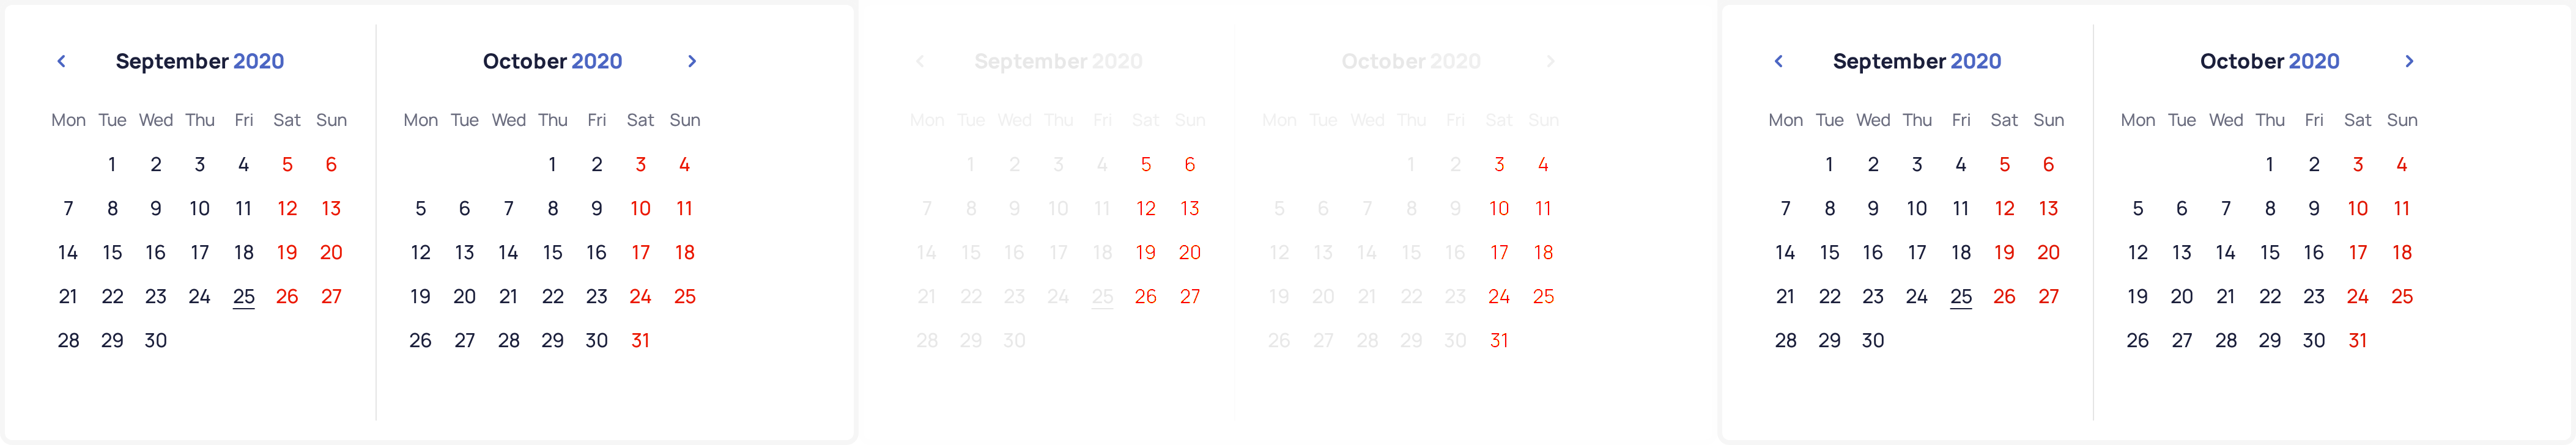 September 2020
Mon Tue Wed Thu Fri Sat Sun
1 2 3 4 5 6
7 8 9 10 11 12 13
14 15 16 17 18 19 20
21 22 23 24 25 26 27
28 29 30
October 2020
Mon Tue Wed Thu Fri Sat Sun
1 2 3 4
5 6 7 8 9 10 11
12 13 14 15 16 17 18
19 20 21 22 23 24 25
26 27 28 29 30 31
September 2020
Mon Tue Wed Thu Fri Sat Sun
1 2 3 4 5 6
7 8 9 10 11 12 13
14 15 16 17 18 19 20
21 22 23 24 25 26 27
28 29 30
October 2020
Mon Tue Wed Thu Fri Sat Sun
1 2 3 4
5 6 7 8 9 10 11
12 13 14 15 16 17 18
19 20 21 22 23 24 25
26 27 28 29 30 31
September 2020
Mon Tue Wed Thu Fri Sat Sun
1 2 3 4 5 6
7 8 9 10 11 12 13
14 15 16 17 18 19 20
21 22 23 24 25 26 27
28 29 30
October 2020
Mon Tue Wed Thu Fri Sat Sun
1 2 3 4
5 6 7 8 9 10 11
12 13 14 15 16 17 18
19 20 21 22 23 24 25
26 27 28 29 30 31